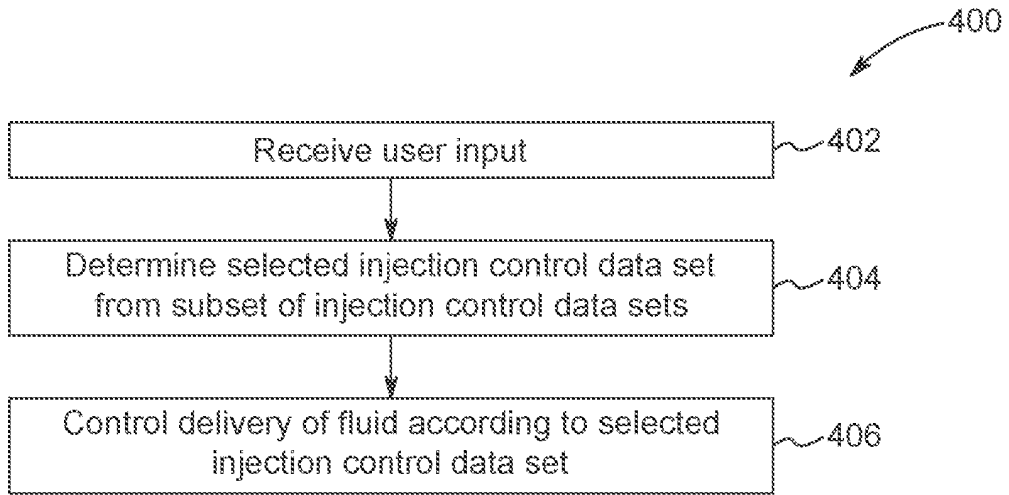 400
Receive user input
402
Determine selected injection control data set
from subset of injection control data sets
404
Control delivery of fluid according to selected
injection control data set
406